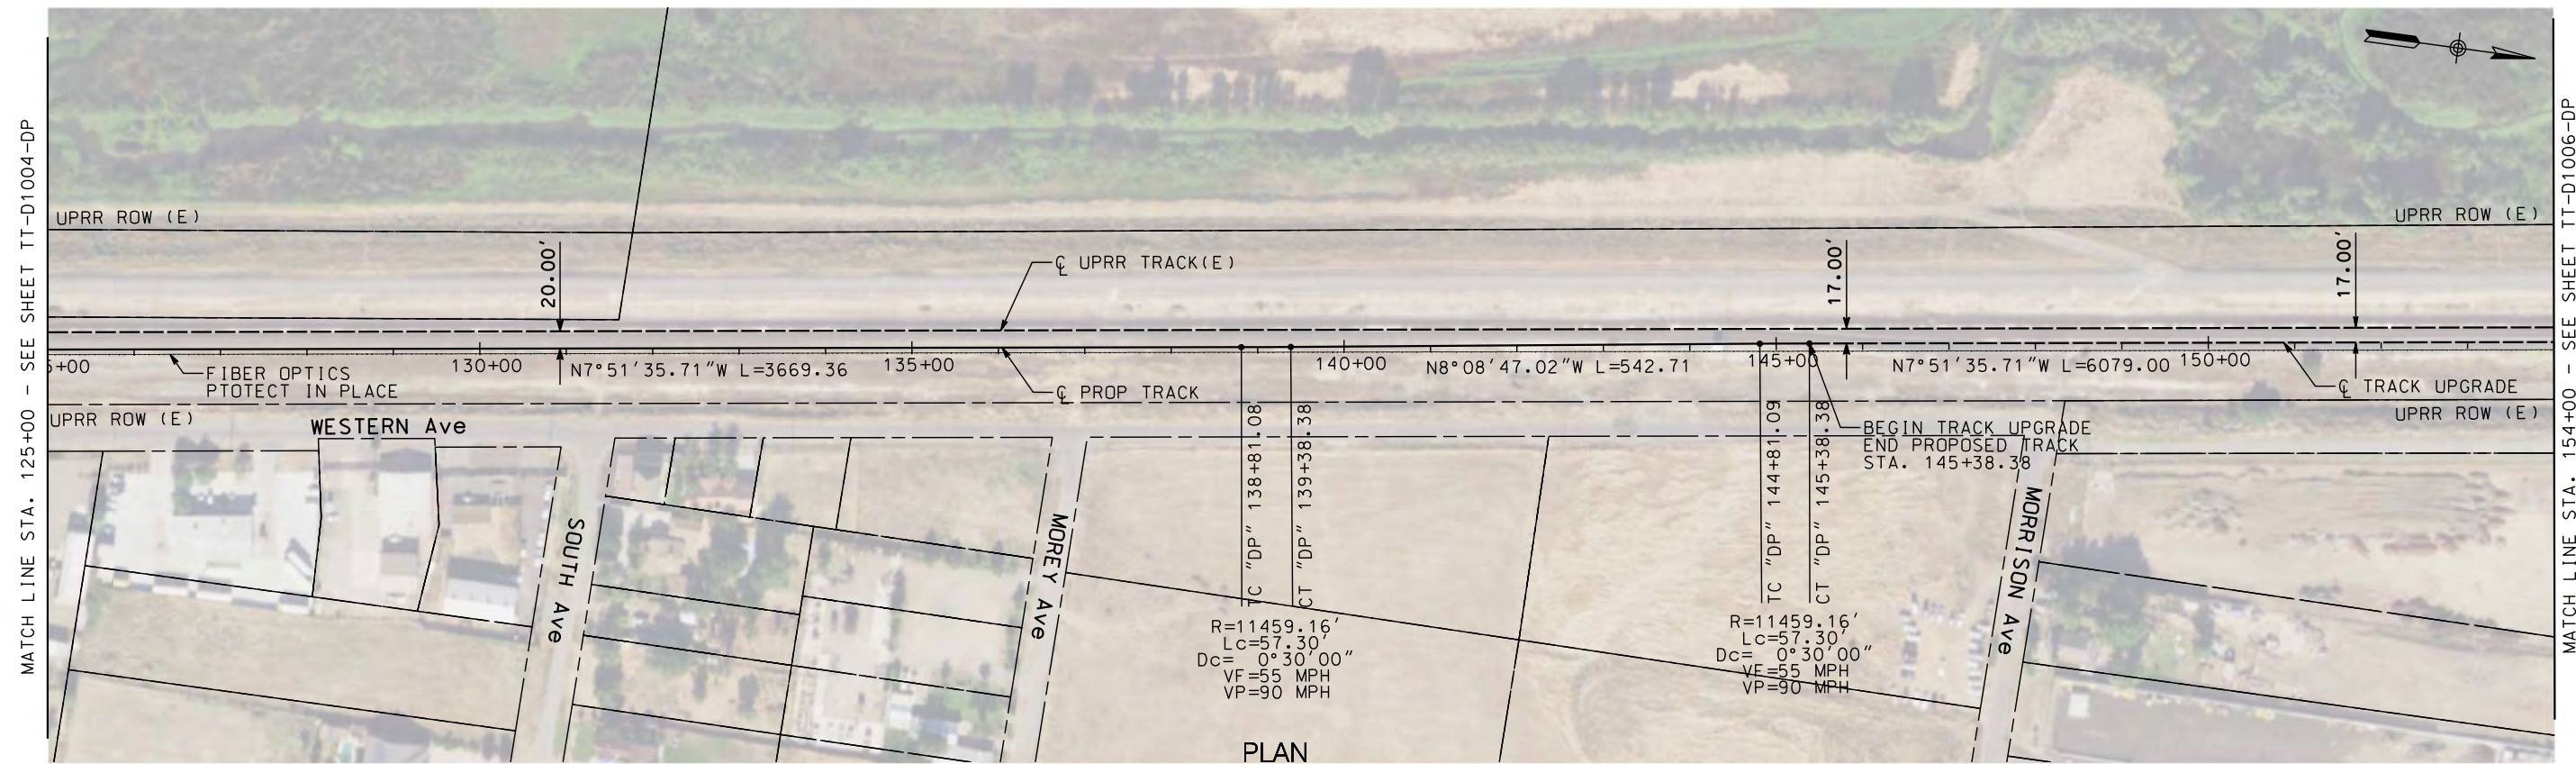 MATCH LINE STA. 125+00 - SEE SHEET TT-D1004-DP
UPRR ROW (E)
UPRR ROW (E)
20.00'
℄ UPRR TRACK(E)
17.00'
17.00'
5+00
130+00
N7°51'35.71"W L=3669.36
135+00
140+00
N8°08'47.02"W L=542.71
145+00
N7°51'35.71"W L=6079.00
150+00
FIBER OPTICS
PTOTECT IN PLACE
℄ PROP TRACK
℄ TRACK UPGRADE
UPRR ROW (E)
UPRR ROW (E)
WESTERN Ave
BEGIN TRACK UPGRADE
END PROPOSED TRACK
STA. 145+38.38
SOUTH Ave
MOREY Ave
MORRISON Ave
TC "DP" 138+81.08
CT "DP" 139+38.38
TC "DP" 144+81.09
CT "DP" 145+38.38
R=11459.16'
Lc=57.30'
Dc= 0°30'00"
VF=55 MPH
VP=90 MPH
R=11459.16'
Lc=57.30'
Dc= 0°30'00"
VF=55 MPH
VP=90 MPH
PLAN
MATCH LINE STA. 154+00 - SEE SHEET TT-D1006-DP